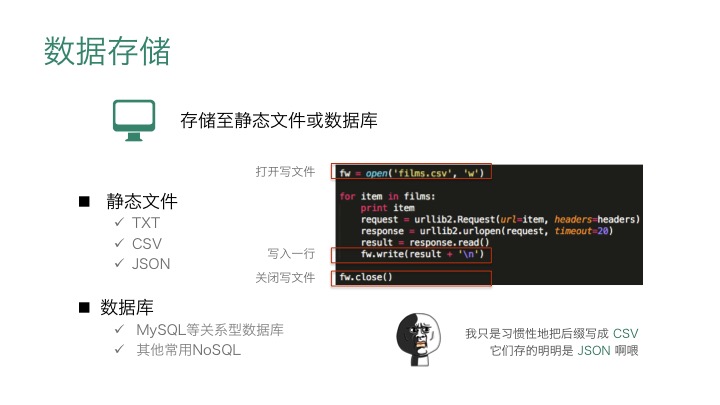 数据存储
存储至静态文件或数据库
■ 静态文件
✓ TXT
✓ CSV
✓ JSON
■ 数据库
✓ MySQL等关系型数据库
✓ 其他常用NoSQL
打开写文件
写入一行
关闭写文件
fw = open('films.csv', 'w')
for item in films:
    print item
    request = urllib2.Request(url=item, headers=headers)
    response = urllib2.urlopen(request, timeout=20)
    result = response.read()
    fw.write(result + '\n')
fw.close()
我只是习惯性地把后缀写成 CSV
它们存的明明是 JSON 啊喂